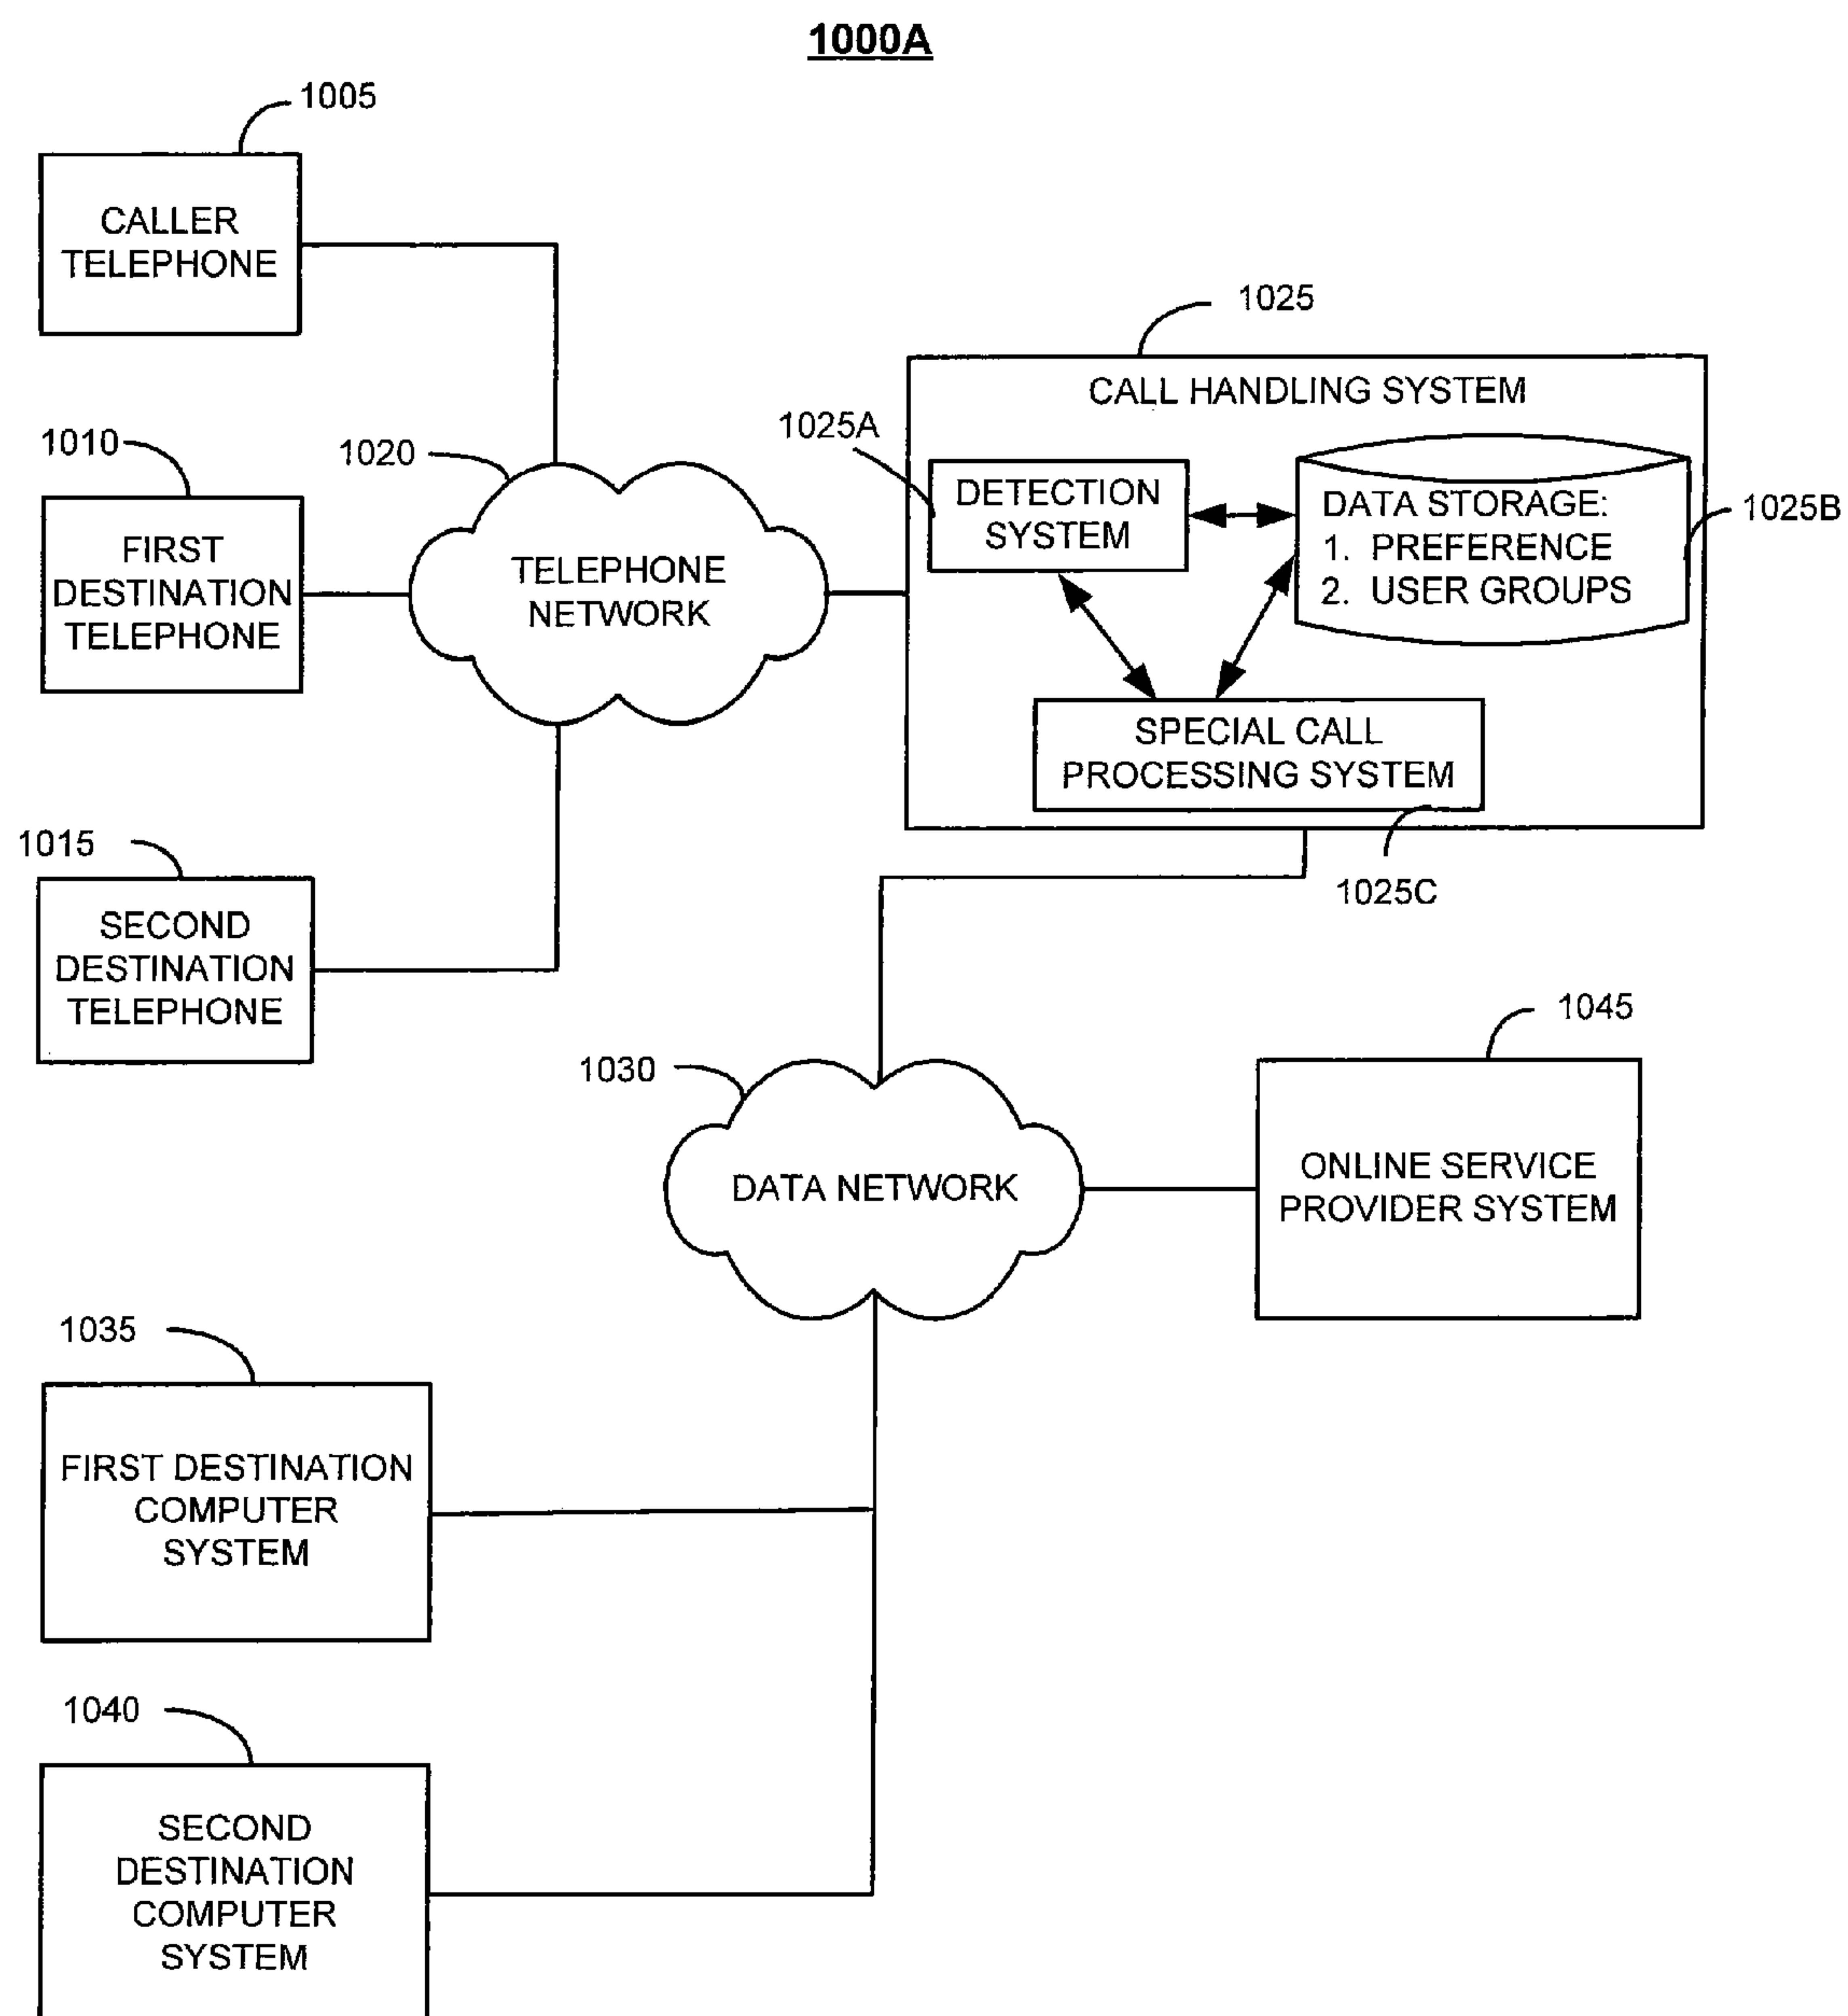 1000A
1005
CALLER
TELEPHONE
1025
CALL HANDLING SYSTEM
1025A
1010
1020
DETECTION
SYSTEM
DATA STORAGE:
1. PREFERENCE
2. USER GROUPS
1025B
FIRST
DESTINATION
TELEPHONE
TELEPHONE
NETWORK
SPECIAL CALL
PROCESSING SYSTEM
1025C
1015
SECOND
DESTINATION
TELEPHONE
1045
1030
DATA NETWORK
ONLINE SERVICE
PROVIDER SYSTEM
1035
FIRST DESTINATION
COMPUTER
SYSTEM
1040
SECOND
DESTINATION
COMPUTER
SYSTEM